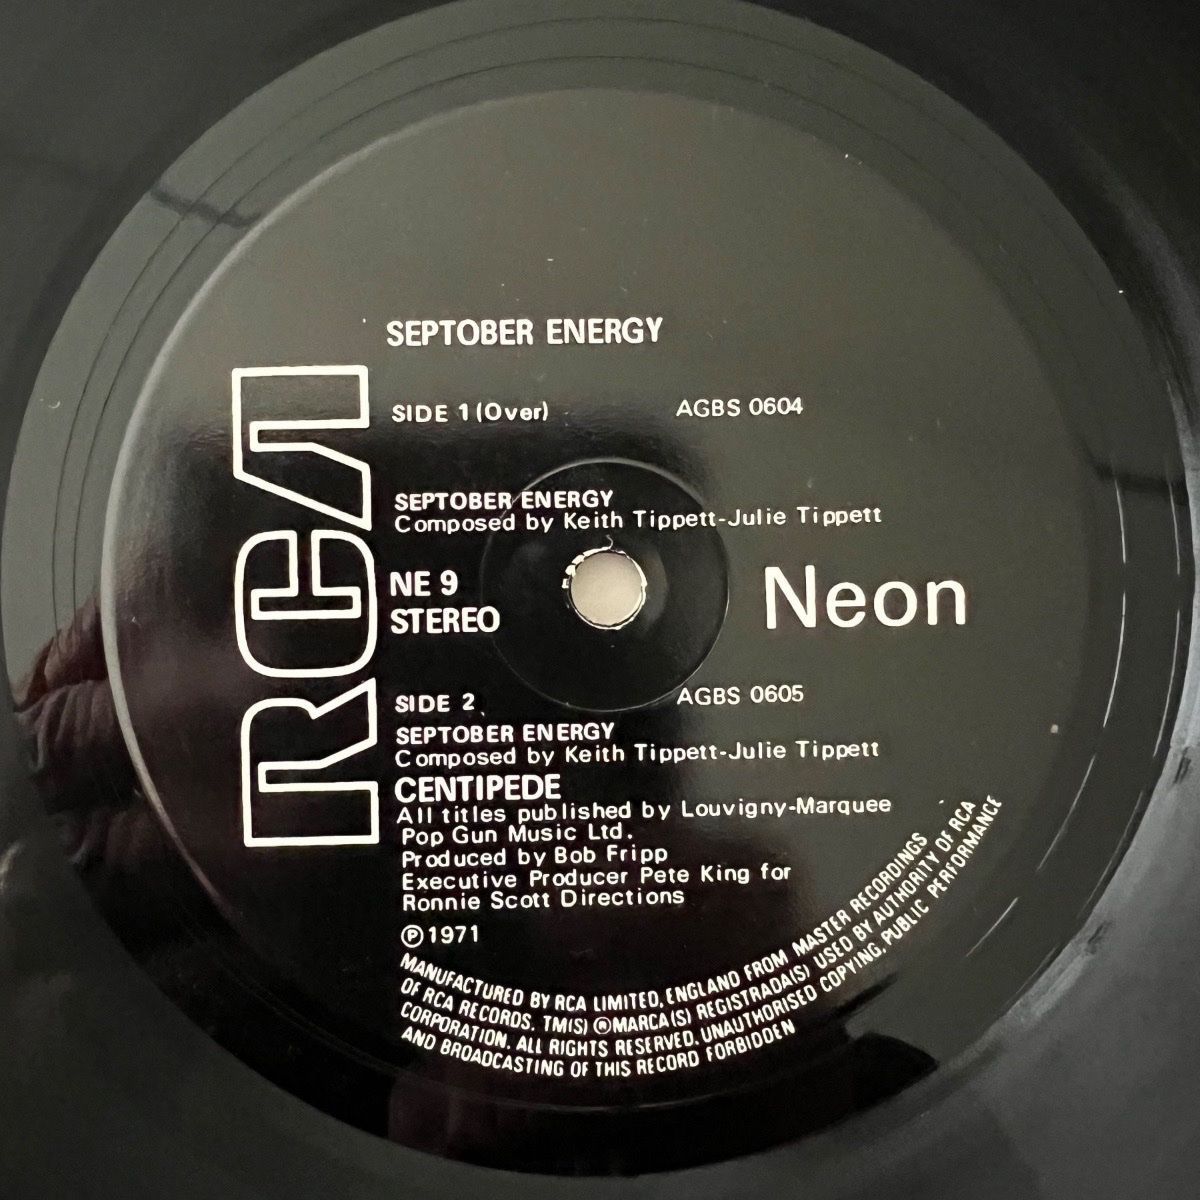 SEPTOBER ENERGY
SIDE 1 (Over) AGBS 0604
SEPTOBER ENERGY
Composed by Keith Tippett-Julie Tippett
RCA
NE 9
STEREO
Neon
SIDE 2 AGBS 0605
SEPTOBER ENERGY
Composed by Keith Tippett-Julie Tippett
CENTIPEDE
All titles published by Louvigny-Marquee
Pop Gun Music Ltd.
Produced by Bob Fripp
Executive Producer Pete King for
Ronnie Scott Directions
℗ 1971
MANUFACTURED BY RCA LIMITED, ENGLAND FROM MASTER RECORDINGS
OF RCA RECORDS. TM(S) ® MARCA(S) REGISTRADA(S) USED BY AUTHORITY OF RCA
CORPORATION. ALL RIGHTS RESERVED. UNAUTHORISED COPYING, PUBLIC PERFORMANCE
AND BROADCASTING OF THIS RECORD FORBIDDEN